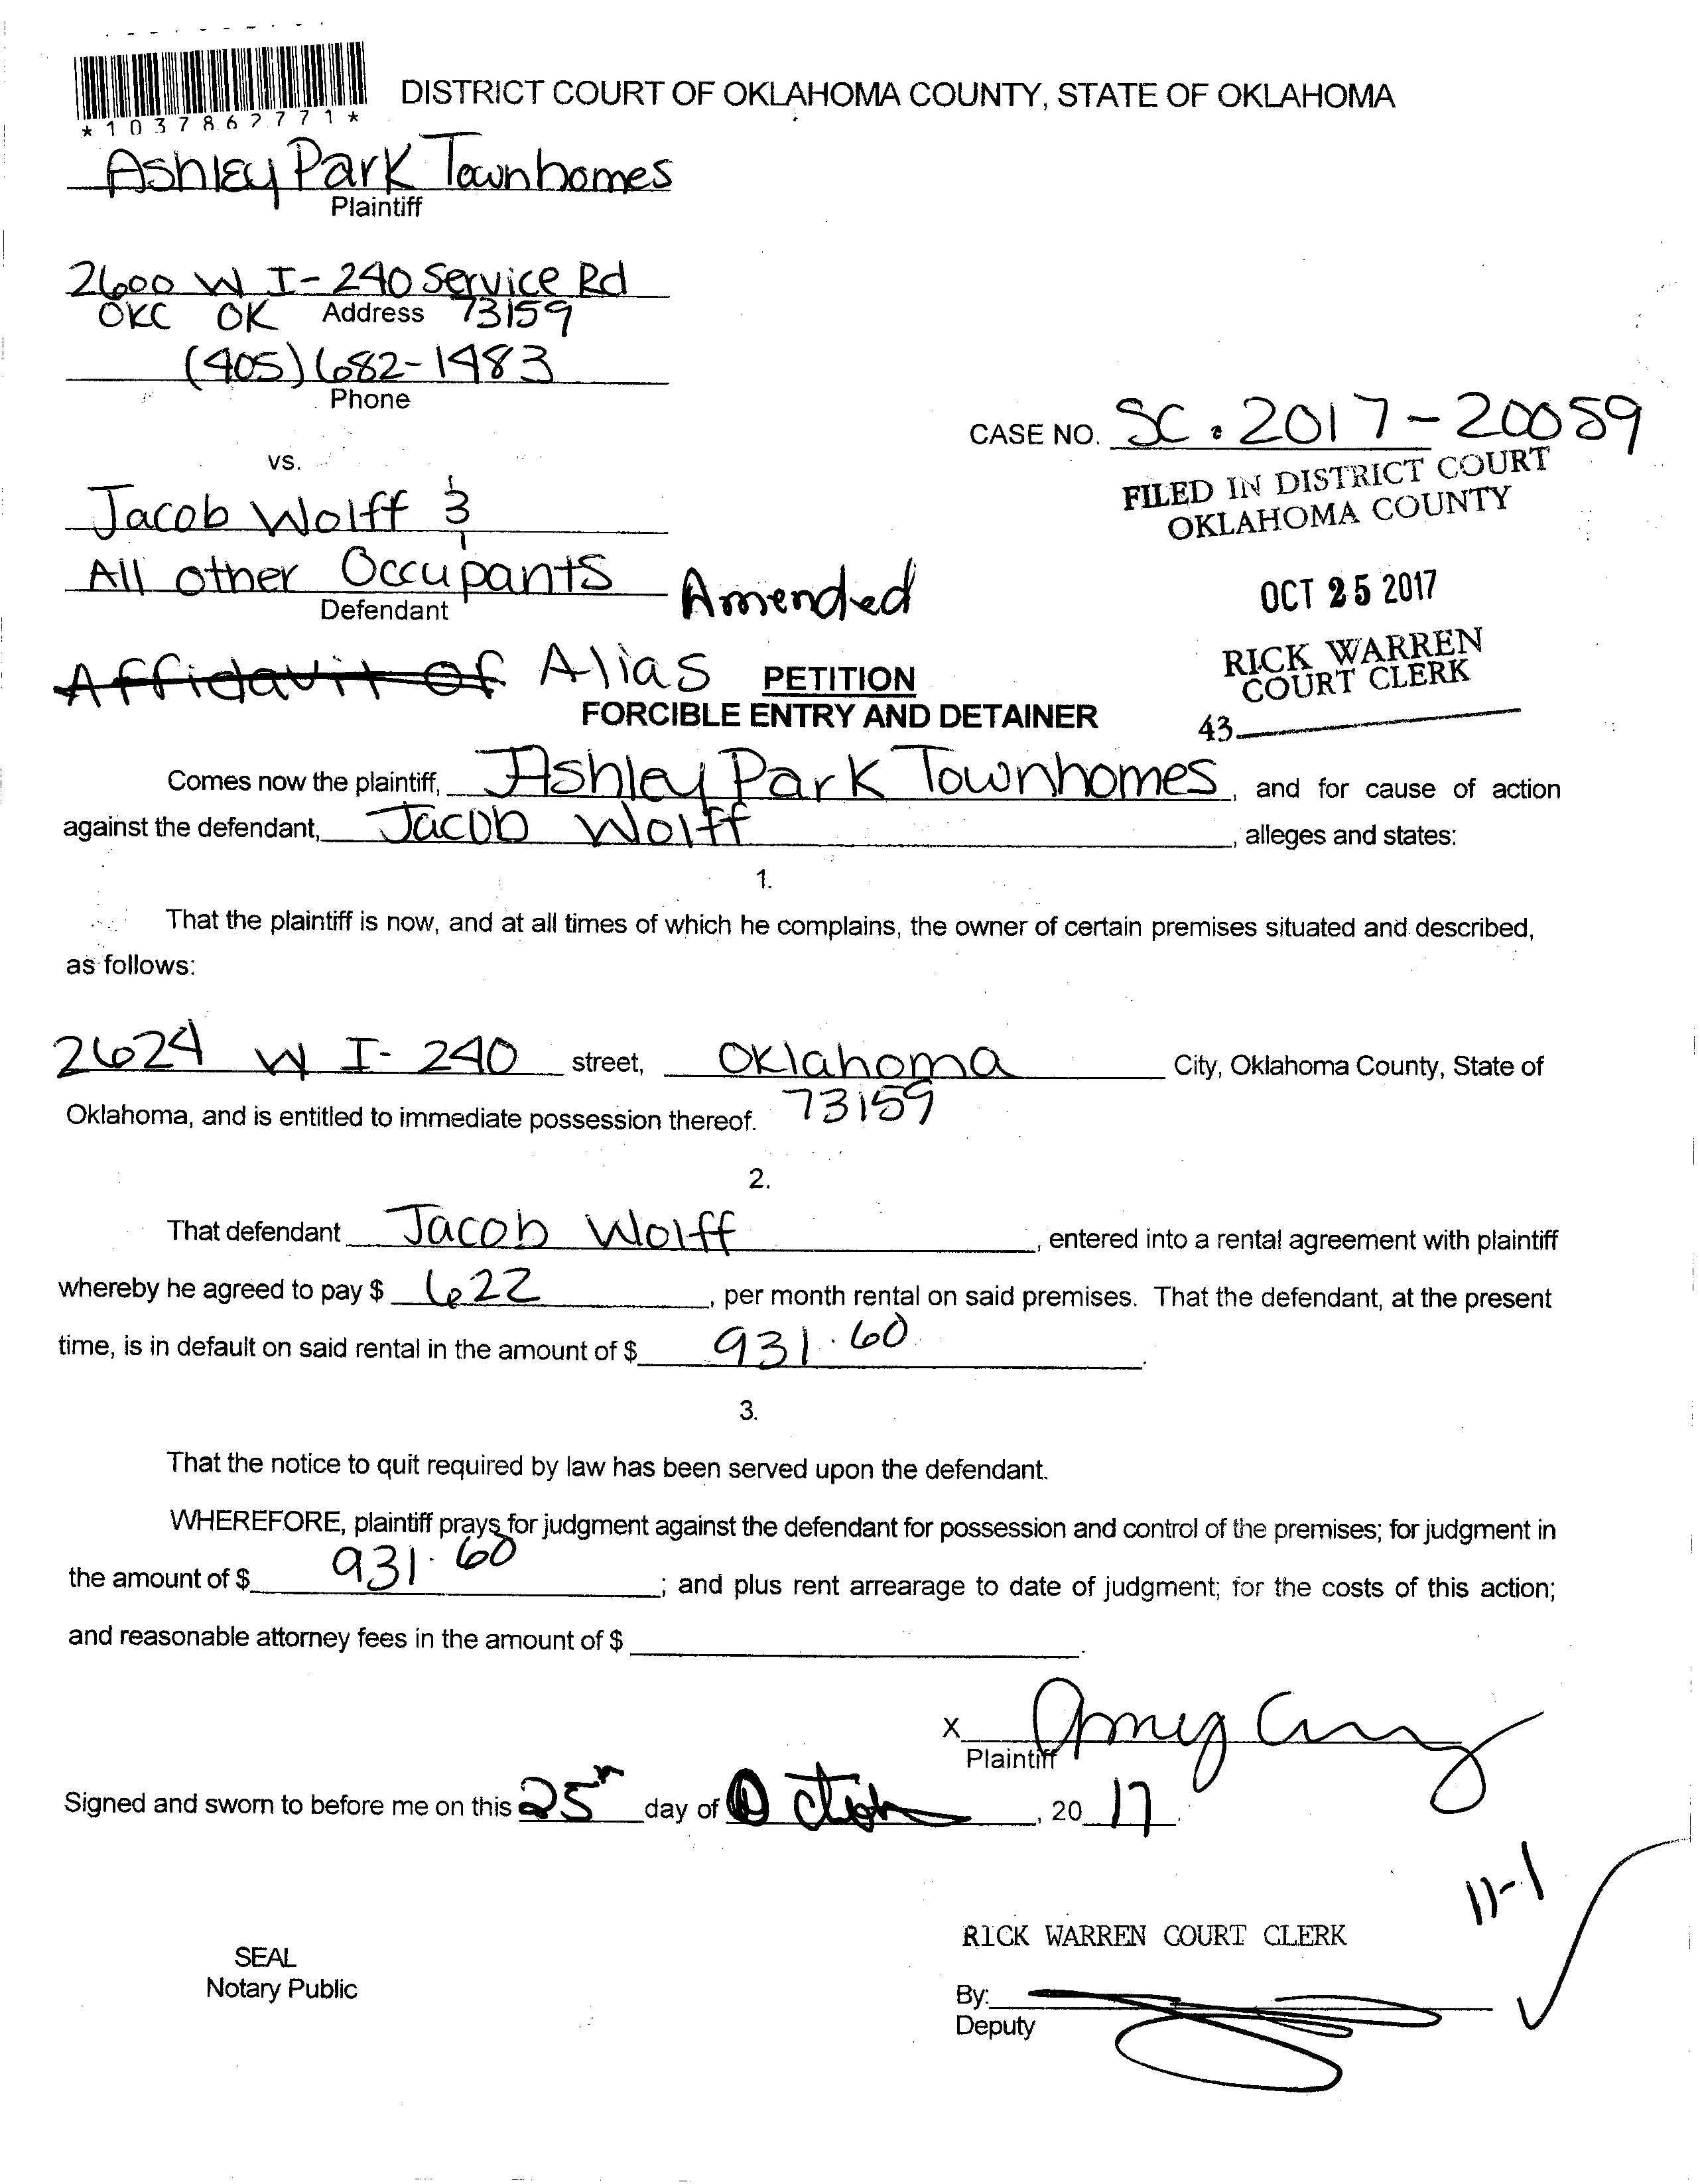 DISTRICT COURT OF OKLAHOMA COUNTY, STATE OF OKLAHOMA
*1037862771*
Ashley Park Townhomes
Plaintiff
2600 W I-240 Service Rd
OKC OK Address 73159
(405) 682-1483
Phone
CASE NO. SC. 2017-20059
vs.
FILED IN DISTRICT COURT
OKLAHOMA COUNTY
Jacob Wolff &
All other Occupants
Defendant
Amended
OCT 25 2017
RICK WARREN
COURT CLERK
43
Affidavit of Alias PETITION
FORCIBLE ENTRY AND DETAINER
Comes now the plaintiff, Ashley Park Townhomes, and for cause of action
against the defendant, Jacob Wolff, alleges and states:
1.
That the plaintiff is now, and at all times of which he complains, the owner of certain premises situated and described,
as follows:
2624 W I-240 street, Oklahoma City, Oklahoma County, State of
Oklahoma, and is entitled to immediate possession thereof. 73159
2.
That defendant Jacob Wolff, entered into a rental agreement with plaintiff
whereby he agreed to pay $ 622, per month rental on said premises. That the defendant, at the present
time, is in default on said rental in the amount of $ 931.60.
3.
That the notice to quit required by law has been served upon the defendant.
WHEREFORE, plaintiff prays for judgment against the defendant for possession and control of the premises; for judgment in
the amount of $ 931.60; and plus rent arrearage to date of judgment; for the costs of this action;
and reasonable attorney fees in the amount of $
X
Plaintiff
Signed and sworn to before me on this 25th day of October, 2017.
11-1
RICK WARREN COURT CLERK
SEAL
Notary Public
By:
Deputy